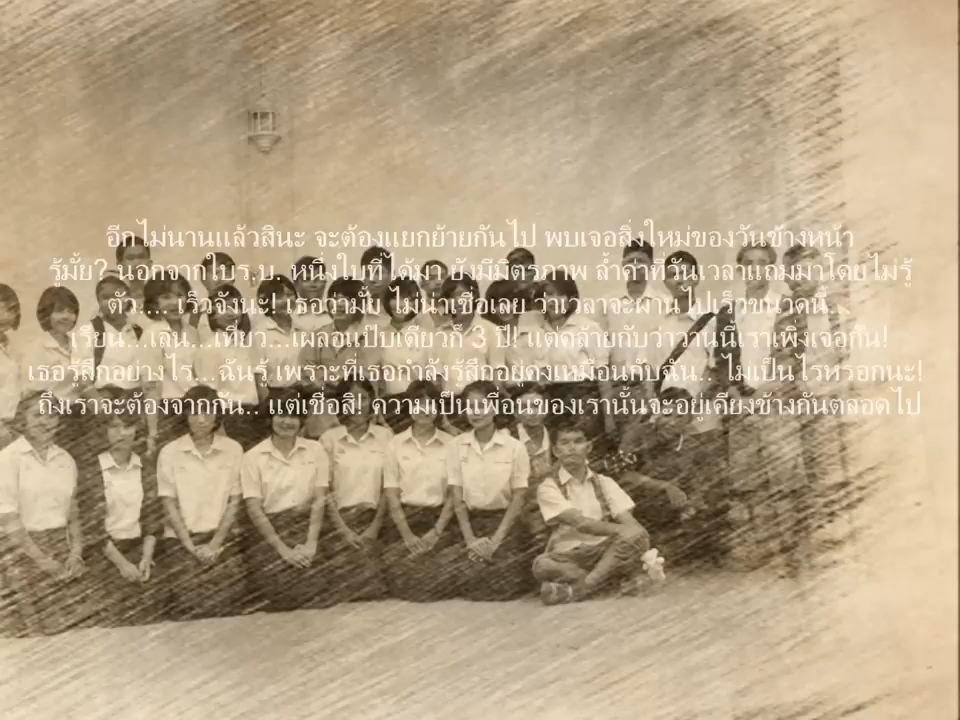 อีกไม่นานแล้วสินะ จะต้องแยกย้ายกันไป พบเจอสิ่งใหม่ของวันข้างหน้า
รู้มั้ย? นอกจากใบร.บ. หนึ่งใบที่ได้มา ยังมีมิตรภาพ ล้ำค่าที่วันเวลาแถมมาโดยไม่รู้
ตัว.... เร็วจังนะ! เธอว่ามั้ย ไม่น่าเชื่อเลย ว่าเวลาจะผ่านไปเร็วขนาดนี้...
เรียน...เล่น...เที่ยว...เผลอแป๊บเดียวก็ 3 ปี! แต่คล้ายกับว่าวานนี้เราเพิ่งเจอกัน!
เธอรู้สึกอย่างไร...ฉันรู้ เพราะที่เธอกำลังรู้สึกอยู่คงเหมือนกับฉัน.. ไม่เป็นไรหรอกนะ!
ถึงเราจะต้องจากกัน.. แต่เชื่อสิ! ความเป็นเพื่อนของเรานั้นจะอยู่เคียงข้างกันตลอดไป